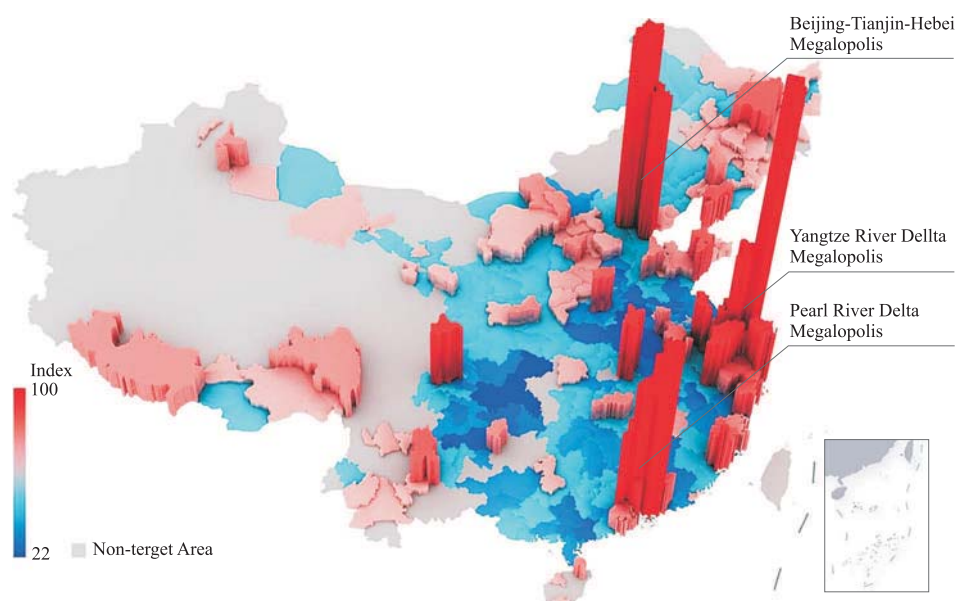 Beijing-Tianjin-Hebei
Megalopolis
Yangtze River Dellta
Megalopolis
Pearl River Delta
Megalopolis
Index
100
22
Non-terget Area